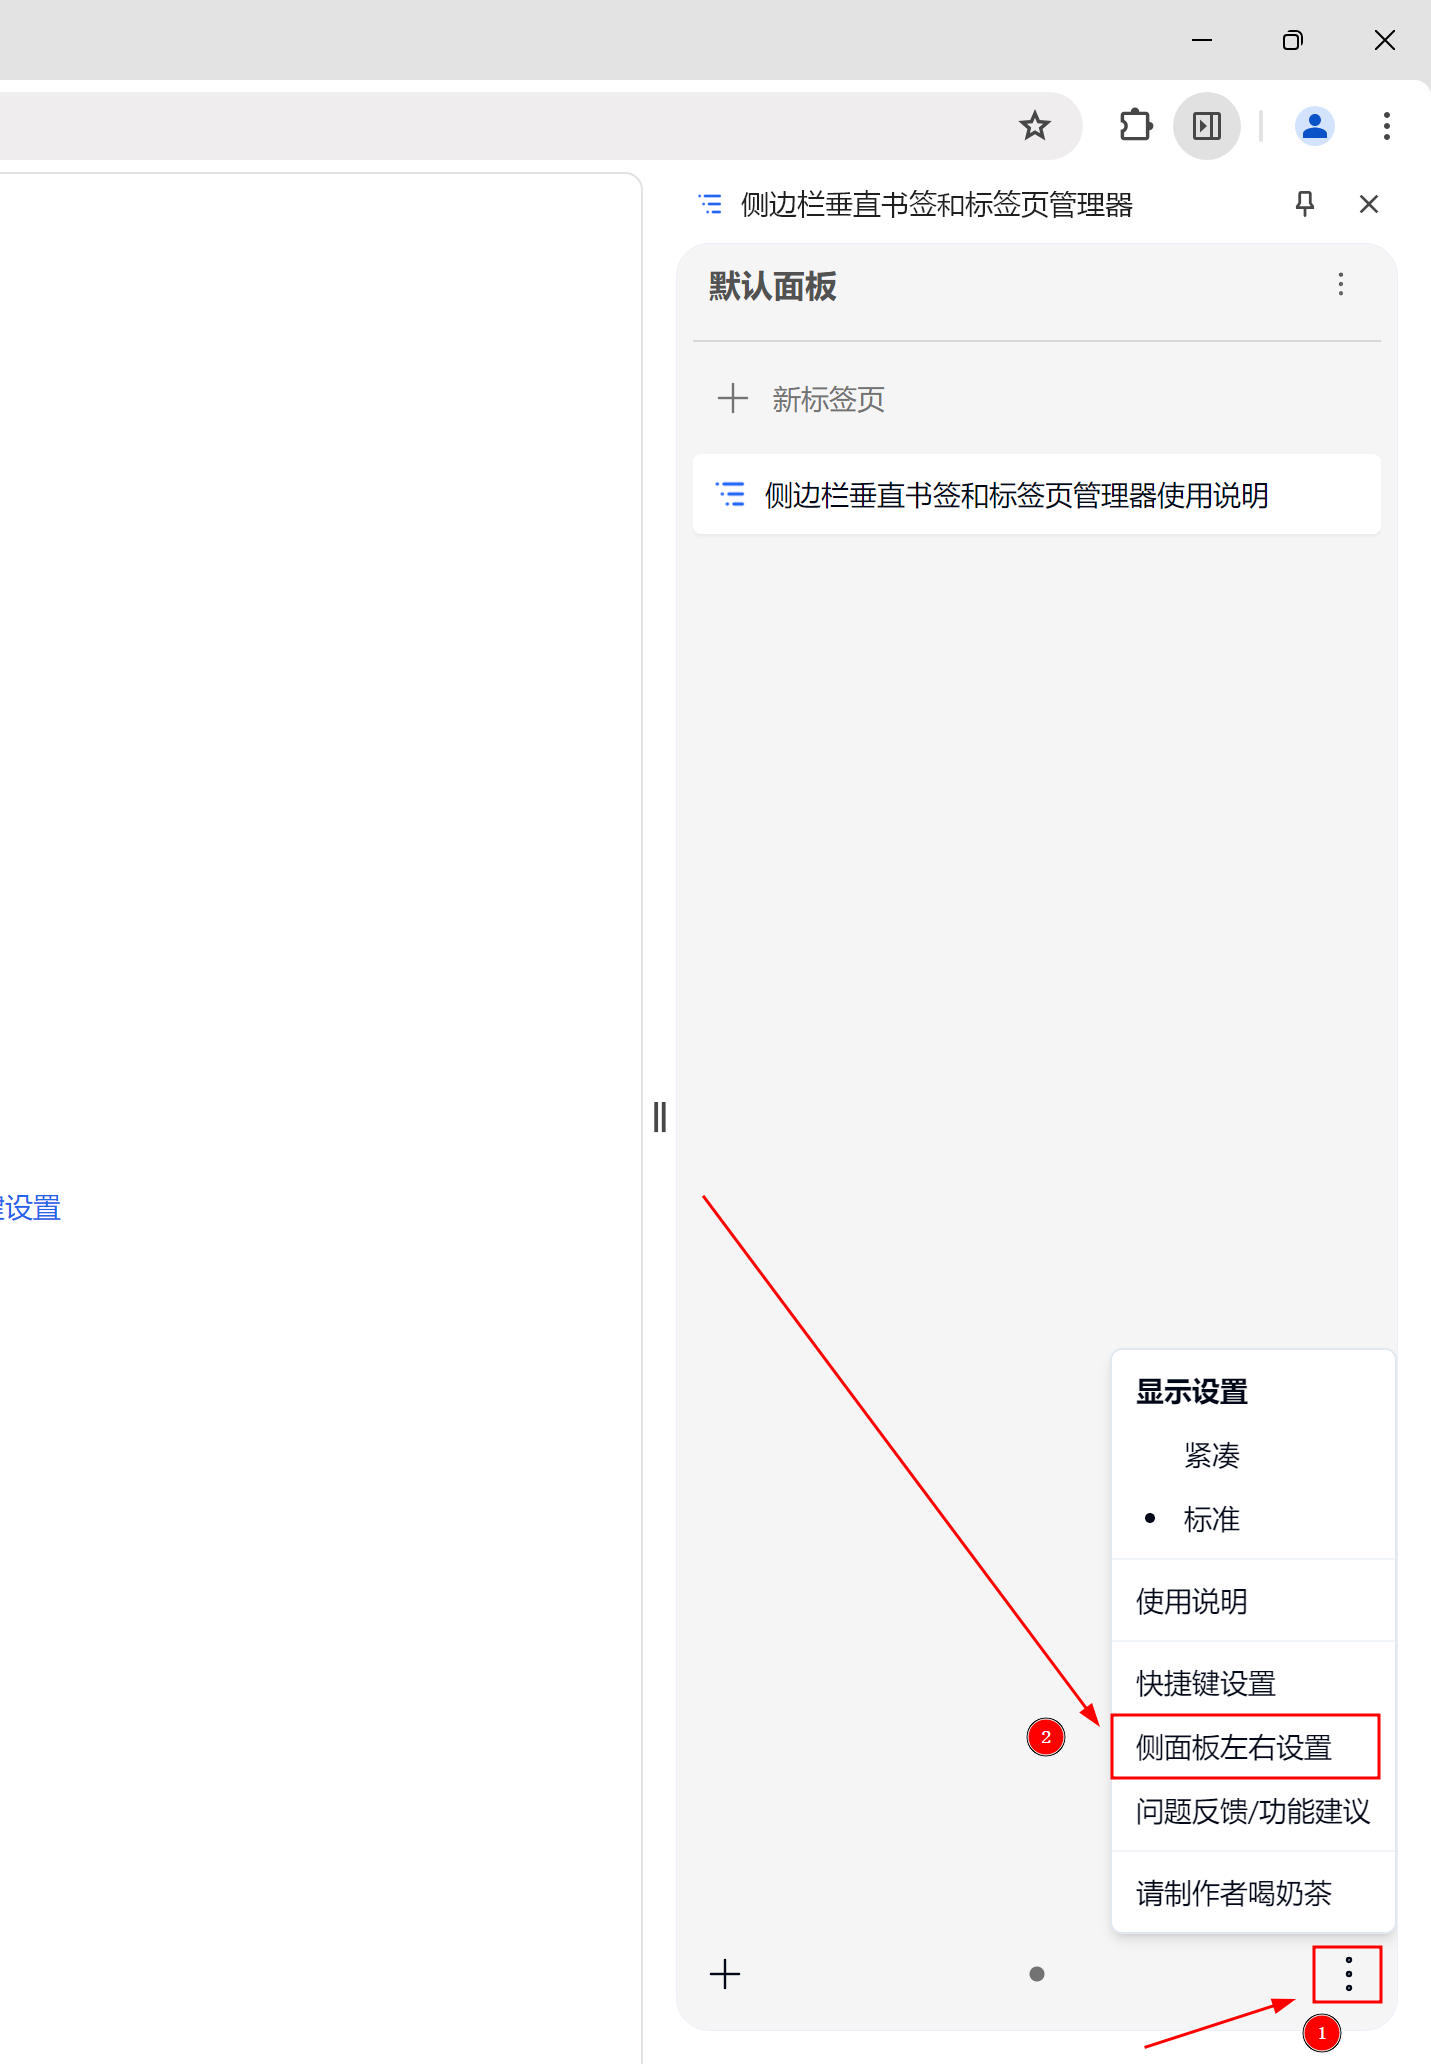 侧边栏垂直书签和标签页管理器
默认面板
新标签页
侧边栏垂直书签和标签页管理器使用说明
键设置
显示设置
紧凑
标准
使用说明
快捷键设置
2
侧面板左右设置
问题反馈/功能建议
请制作者喝奶茶
1